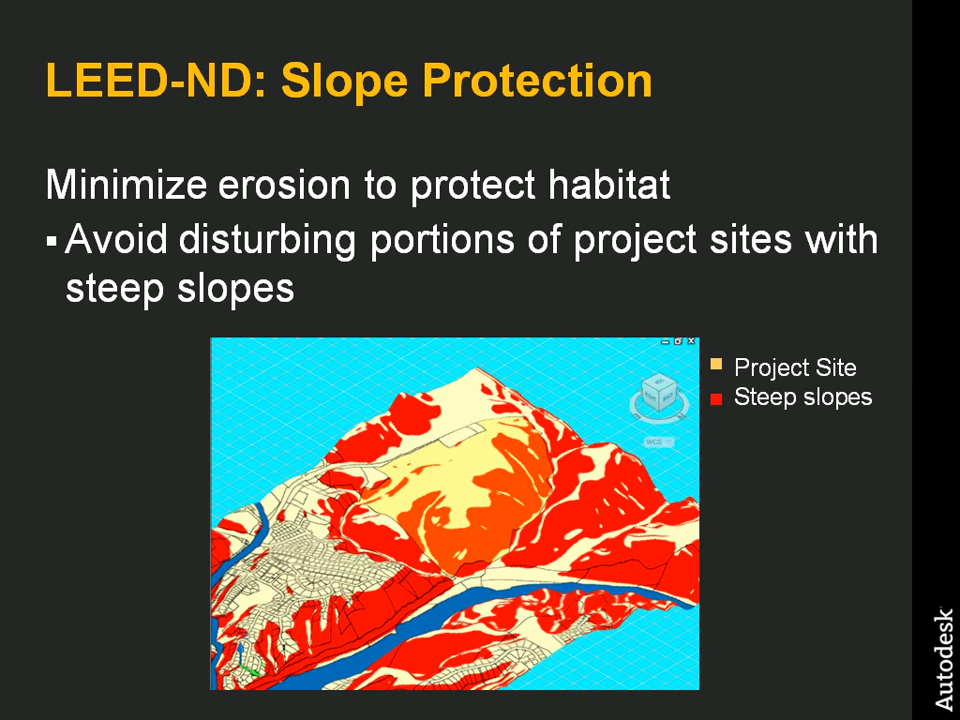 LEED-ND: Slope Protection
Minimize erosion to protect habitat
▪ Avoid disturbing portions of project sites with
steep slopes
Project Site
Steep slopes
WCS
Autodesk